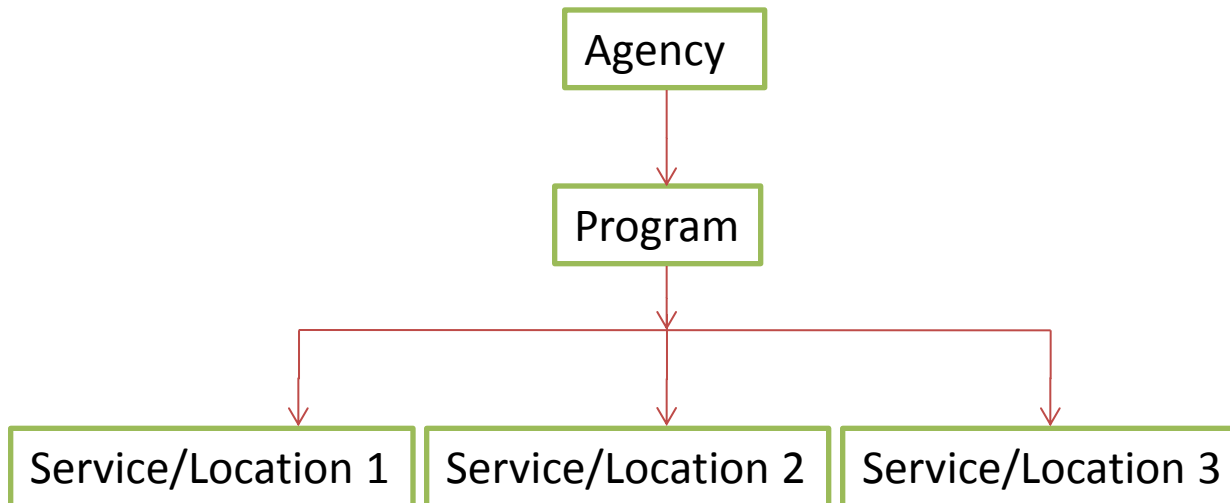 Agency
Program
Service/Location 1
Service/Location 2
Service/Location 3